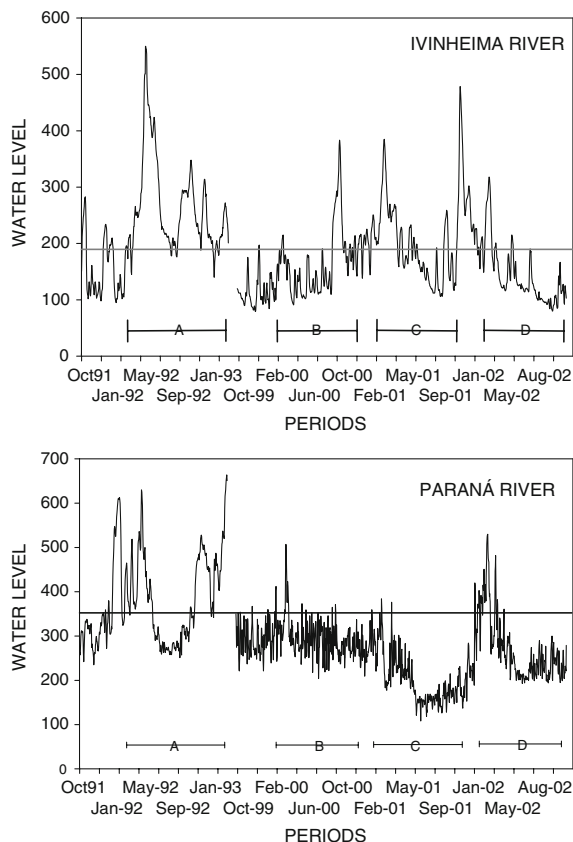 IVINHEIMA RIVER
WATER LEVEL
600
500
400
300
200
100
0
A B C D
Oct91 May-92 Jan-93 Feb-00 Oct-00 May-01 Jan-02 Aug-02
Jan-92 Sep-92 Oct-99 Jun-00 Feb-01 Sep-01 May-02
PERIODS
PARANÁ RIVER
WATER LEVEL
700
600
500
400
300
200
100
0
A B C D
Oct91 May-92 Jan-93 Feb-00 Oct-00 May-01 Jan-02 Aug-02
Jan-92 Sep-92 Oct-99 Jun-00 Feb-01 Sep-01 May-02
PERIODS